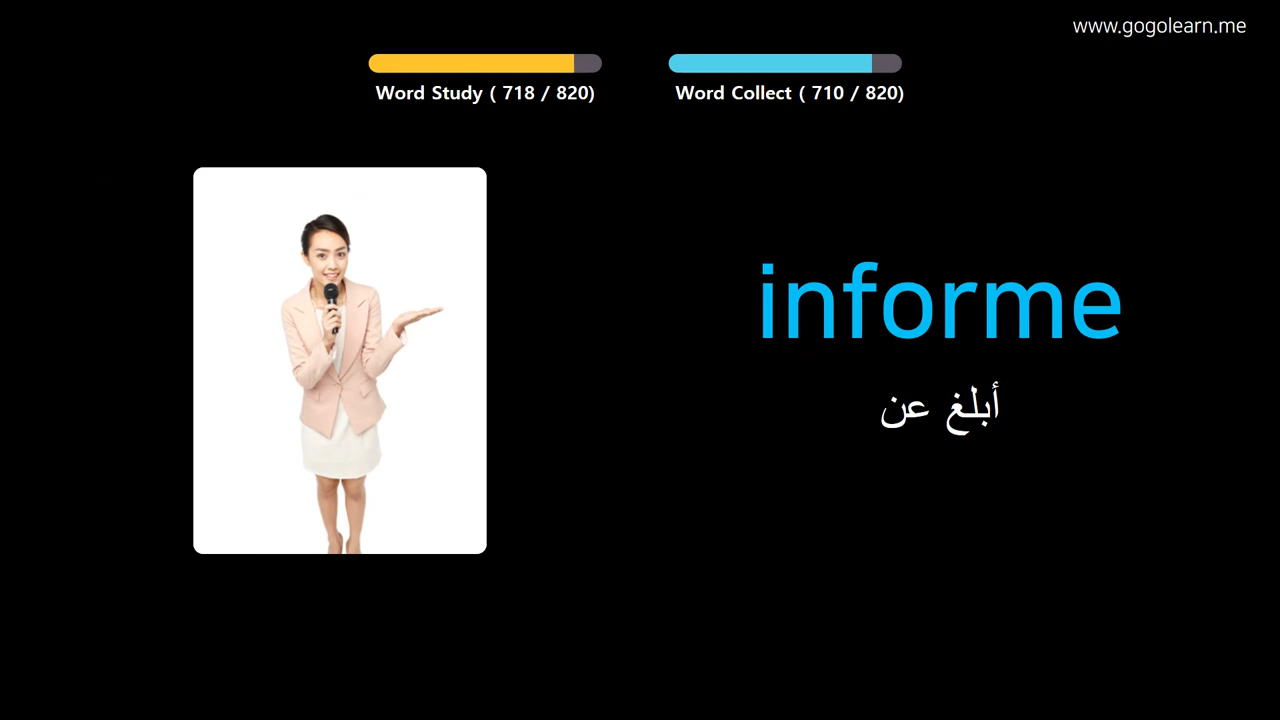 www.gogolearn.me
Word Study ( 718 / 820)
Word Collect ( 710 / 820)
informe
أبلغ عن